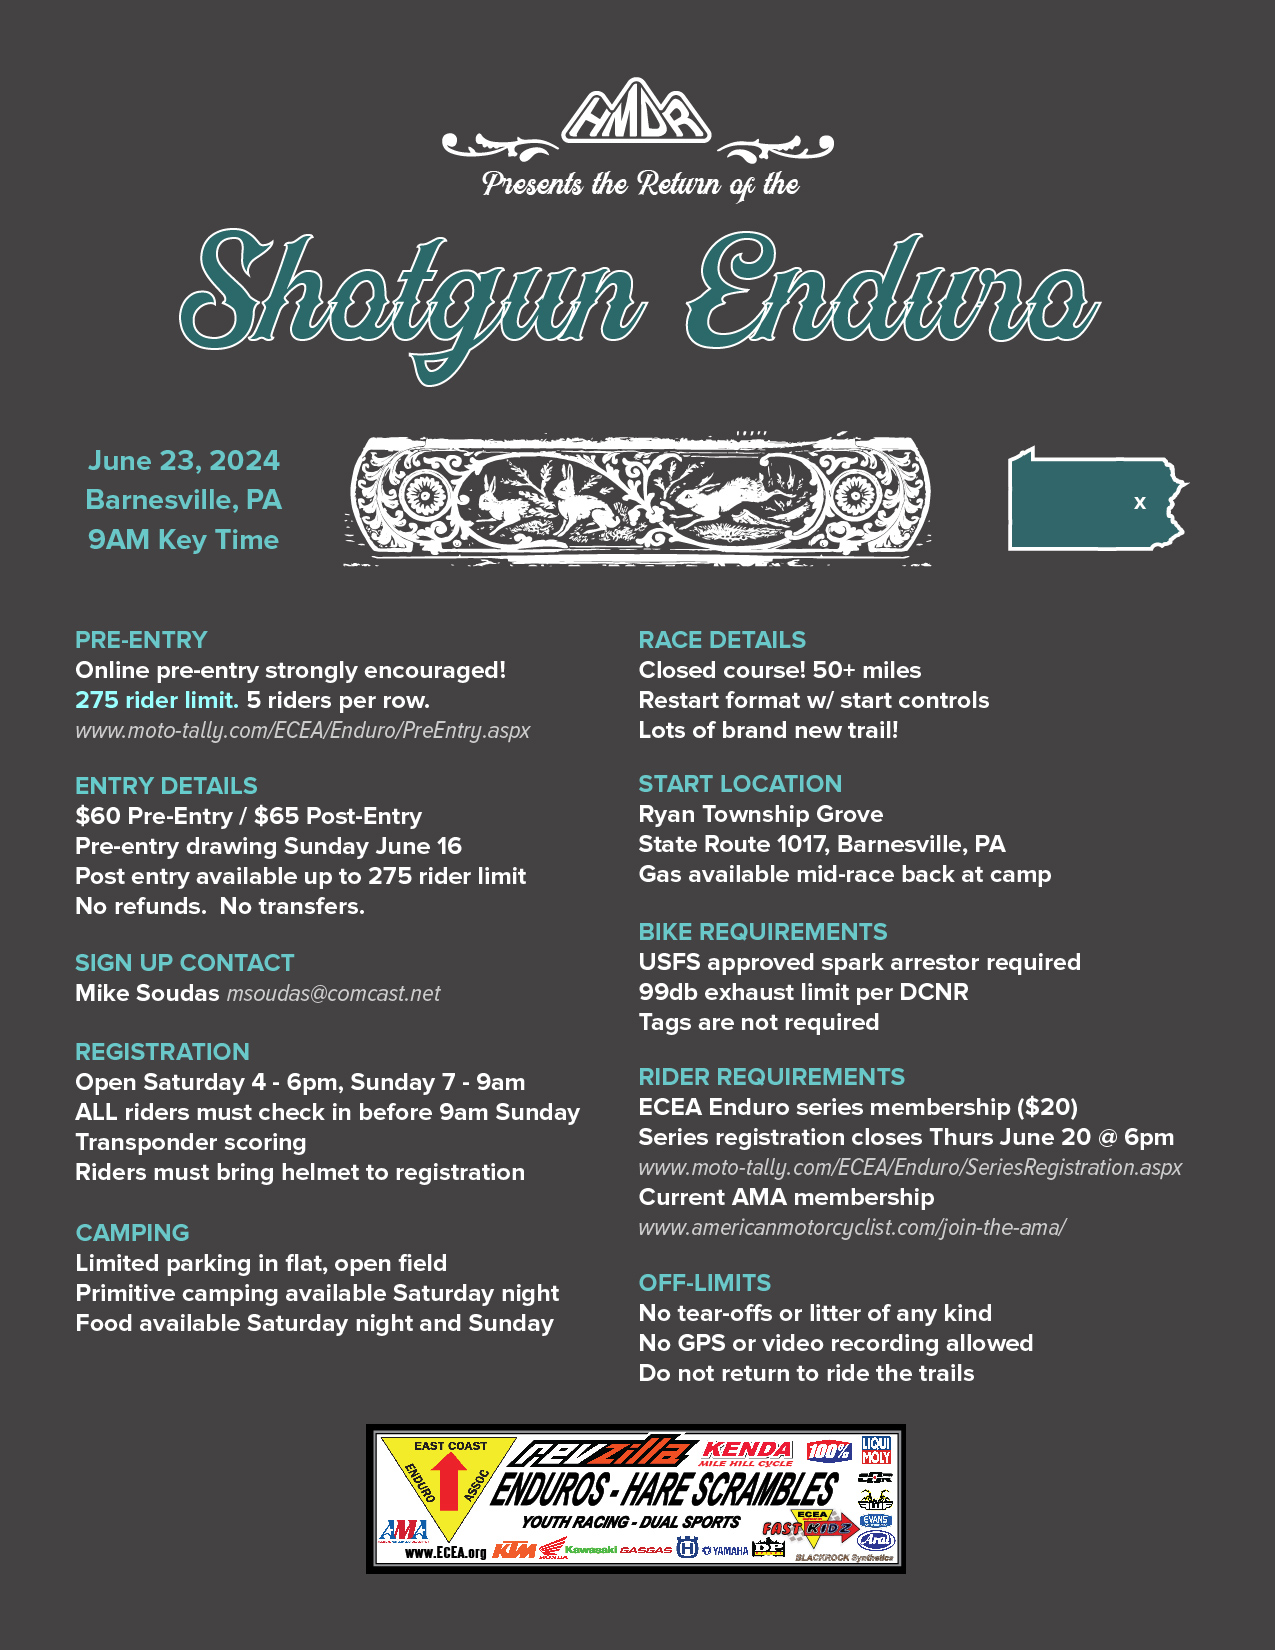 HMDR
Presents the Return of the
Shotgun Enduro
June 23, 2024
Barnesville, PA
9AM Key Time
x
PRE-ENTRY
Online pre-entry strongly encouraged!
275 rider limit. 5 riders per row.
www.moto-tally.com/ECEA/Enduro/PreEntry.aspx
ENTRY DETAILS
$60 Pre-Entry / $65 Post-Entry
Pre-entry drawing Sunday June 16
Post entry available up to 275 rider limit
No refunds.  No transfers.
SIGN UP CONTACT
Mike Soudas msoudas@comcast.net
REGISTRATION
Open Saturday 4 - 6pm, Sunday 7 - 9am
ALL riders must check in before 9am Sunday
Transponder scoring
Riders must bring helmet to registration
CAMPING
Limited parking in flat, open field
Primitive camping available Saturday night
Food available Saturday night and Sunday
RACE DETAILS
Closed course! 50+ miles
Restart format w/ start controls
Lots of brand new trail!
START LOCATION
Ryan Township Grove
State Route 1017, Barnesville, PA
Gas available mid-race back at camp
BIKE REQUIREMENTS
USFS approved spark arrestor required
99db exhaust limit per DCNR
Tags are not required
RIDER REQUIREMENTS
ECEA Enduro series membership ($20)
Series registration closes Thurs June 20 @ 6pm
www.moto-tally.com/ECEA/Enduro/SeriesRegistration.aspx
Current AMA membership
www.americanmotorcyclist.com/join-the-ama/
OFF-LIMITS
No tear-offs or litter of any kind
No GPS or video recording allowed
Do not return to ride the trails
EAST COAST
ENDURO
ASSOC
AMA
www.ECEA.org
revzilla
KENDA
MILE HILL CYCLE
100%
LIQUI
MOLY
ENDUROS - HARE SCRAMBLES
YOUTH RACING - DUAL SPORTS
ECEA
FAST KIDZ
EVANS
Arai
KTM
HONDA
Kawasaki
GASGAS
H
YAMAHA
DP
BLACKROCK Synthetics